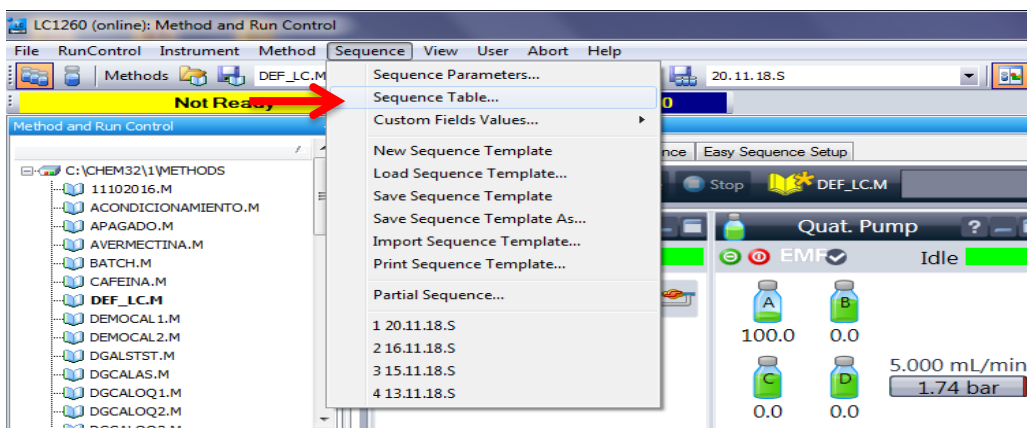 LC1260 (online): Method and Run Control
File RunControl Instrument Method Sequence View User Abort Help
Methods DEF_LC.M 20.11.18.S
Not Ready 0
Method and Run Control
C:\CHEM32\1\METHODS
11102016.M
ACONDICIONAMIENTO.M
APAGADO.M
AVERMECTINA.M
BATCH.M
CAFEINA.M
DEF_LC.M
DEMOCAL1.M
DEMOCAL2.M
DGALSTST.M
DGCALAS.M
DGCALOQ1.M
DGCALOQ2.M
Sequence Parameters...
Sequence Table...
Custom Fields Values...
New Sequence Template
Load Sequence Template...
Save Sequence Template
Save Sequence Template As...
Import Sequence Template...
Print Sequence Template...
Partial Sequence...
1 20.11.18.S
2 16.11.18.S
3 15.11.18.S
4 13.11.18.S
nce Easy Sequence Setup
Stop DEF_LC.M
Quat. Pump ?
EMF Idle
A B
100.0 0.0
C D
5.000 mL/min
1.74 bar
0.0 0.0